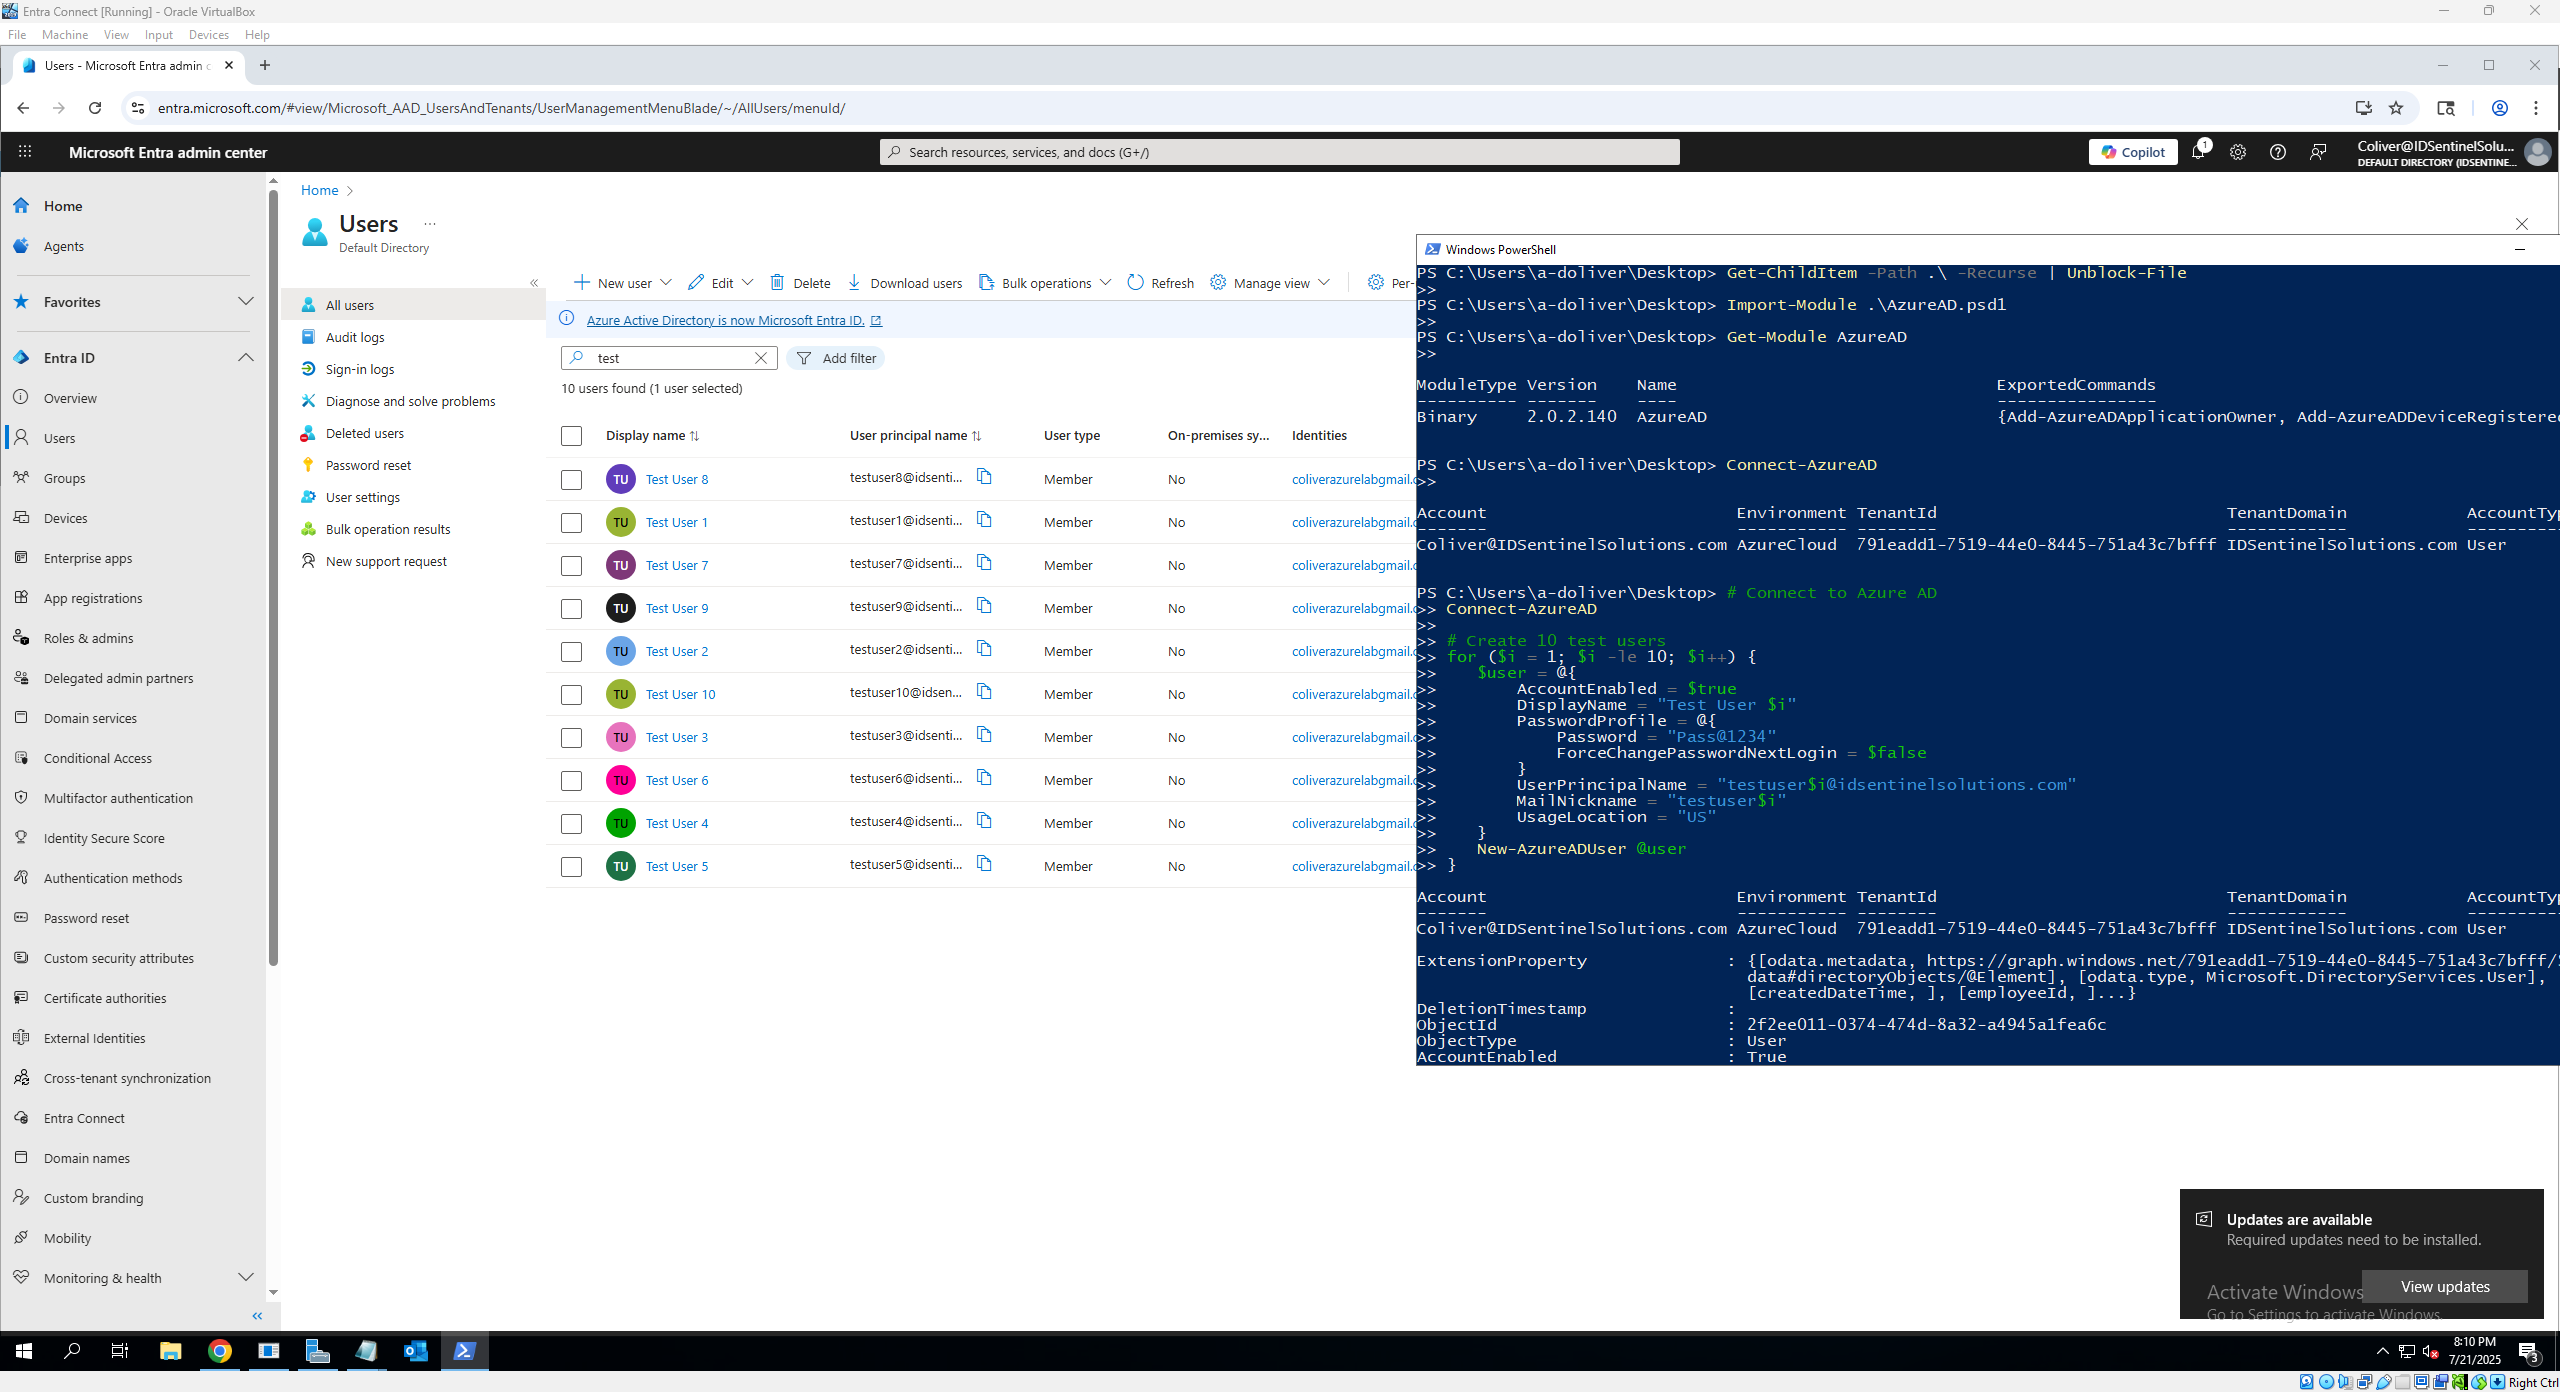 Entra Connect [Running] - Oracle VirtualBox
File Machine View Input Devices Help
Users - Microsoft Entra admin c
entra.microsoft.com/#view/Microsoft_AAD_UsersAndTenants/UserManagementMenuBlade/~/AllUsers/menuId/
Microsoft Entra admin center
Search resources, services, and docs (G+/)
Copilot
1
Coliver@IDSentinelSolu...
DEFAULT DIRECTORY (IDSENTINE...
Home
Agents
Favorites
Entra ID
Overview
Users
Groups
Devices
Enterprise apps
App registrations
Roles & admins
Delegated admin partners
Domain services
Conditional Access
Multifactor authentication
Identity Secure Score
Authentication methods
Password reset
Custom security attributes
Certificate authorities
External Identities
Cross-tenant synchronization
Entra Connect
Domain names
Custom branding
Mobility
Monitoring & health
Home >
Users ...
Default Directory
All users
Audit logs
Sign-in logs
Diagnose and solve problems
Deleted users
Password reset
User settings
Bulk operation results
New support request
New user Edit Delete Download users Bulk operations Refresh Manage view Per-
Azure Active Directory is now Microsoft Entra ID.
test
Add filter
10 users found (1 user selected)
Display name User principal name User type On-premises sy... Identities
TU Test User 8 testuser8@idsenti... Member No coliverazurelabgmail.c
TU Test User 1 testuser1@idsenti... Member No coliverazurelabgmail.c
TU Test User 7 testuser7@idsenti... Member No coliverazurelabgmail.c
TU Test User 9 testuser9@idsenti... Member No coliverazurelabgmail.c
TU Test User 2 testuser2@idsenti... Member No coliverazurelabgmail.c
TU Test User 10 testuser10@idsen... Member No coliverazurelabgmail.c
TU Test User 3 testuser3@idsenti... Member No coliverazurelabgmail.c
TU Test User 6 testuser6@idsenti... Member No coliverazurelabgmail.c
TU Test User 4 testuser4@idsenti... Member No coliverazurelabgmail.c
TU Test User 5 testuser5@idsenti... Member No coliverazurelabgmail.c
Windows PowerShell
PS C:\Users\a-doliver\Desktop> Get-ChildItem -Path .\ -Recurse | Unblock-File
>>
PS C:\Users\a-doliver\Desktop> Import-Module .\AzureAD.psd1
>>
PS C:\Users\a-doliver\Desktop> Get-Module AzureAD
>>
ModuleType Version Name ExportedCommands
---------- ------- ---- ----------------
Binary 2.0.2.140 AzureAD {Add-AzureADApplicationOwner, Add-AzureADDeviceRegistere
PS C:\Users\a-doliver\Desktop> Connect-AzureAD
>>
Account Environment TenantId TenantDomain AccountTyp
------- ----------- -------- ------------ ----------
Coliver@IDSentinelSolutions.com AzureCloud 791eadd1-7519-44e0-8445-751a43c7bfff IDSentinelSolutions.com User
PS C:\Users\a-doliver\Desktop> # Connect to Azure AD
>> Connect-AzureAD
>>
>> # Create 10 test users
>> for ($i = 1; $i -le 10; $i++) {
>> $user = @{
>> AccountEnabled = $true
>> DisplayName = "Test User $i"
>> PasswordProfile = @{
>> Password = "Pass@1234"
>> ForceChangePasswordNextLogin = $false
>> }
>> UserPrincipalName = "testuser$i@idsentinelsolutions.com"
>> MailNickname = "testuser$i"
>> UsageLocation = "US"
>> }
>> New-AzureADUser @user
>> }
Account Environment TenantId TenantDomain AccountTyp
------- ----------- -------- ------------ ----------
Coliver@IDSentinelSolutions.com AzureCloud 791eadd1-7519-44e0-8445-751a43c7bfff IDSentinelSolutions.com User
ExtensionProperty : {[odata.metadata, https://graph.windows.net/791eadd1-7519-44e0-8445-751a43c7bfff/
data#directoryObjects/@Element], [odata.type, Microsoft.DirectoryServices.User],
[createdDateTime, ], [employeeId, ]...}
DeletionTimestamp :
ObjectId : 2f2ee011-0374-474d-8a32-a4945a1fea6c
ObjectType : User
AccountEnabled : True
Updates are available
Required updates need to be installed.
View updates
Activate Windows
Go to Settings to activate Windows.
8:10 PM
7/21/2025
3
Right Ctrl